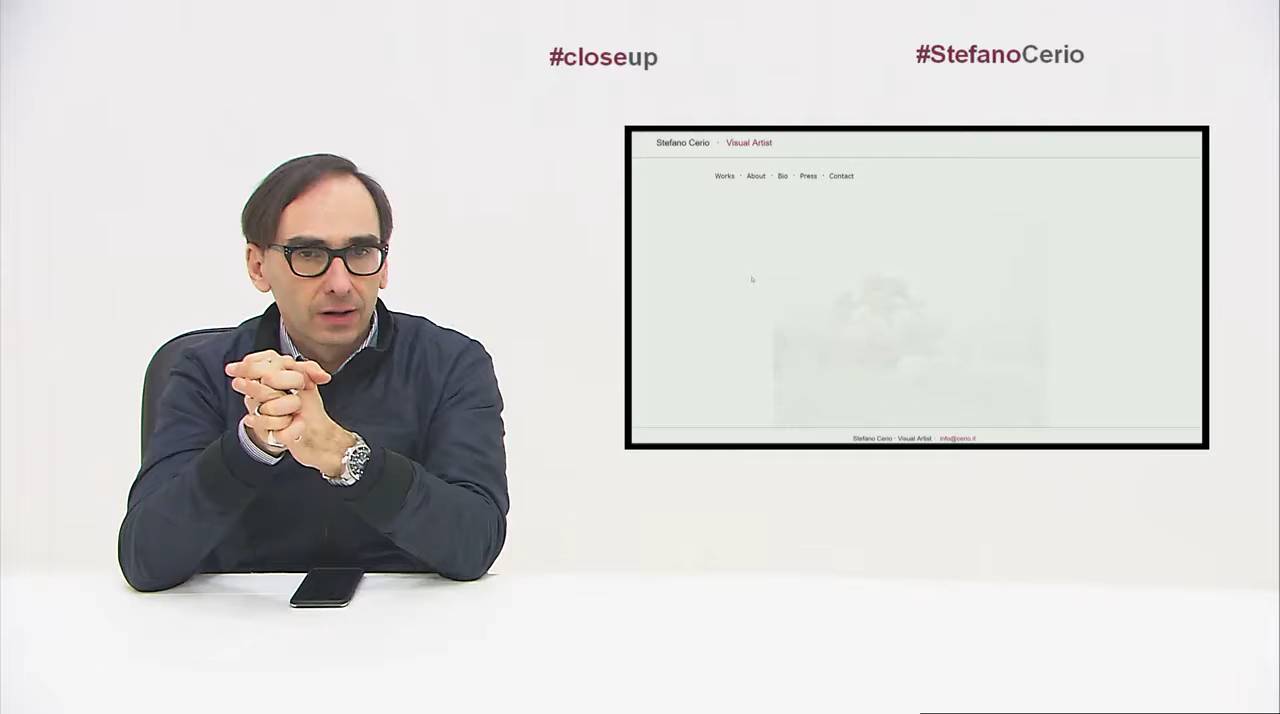 #closeup
#StefanoCerio
Stefano Cerio · Visual Artist
Works · About · Bio · Press · Contact
Stefano Cerio · Visual Artist · info@cerio.it